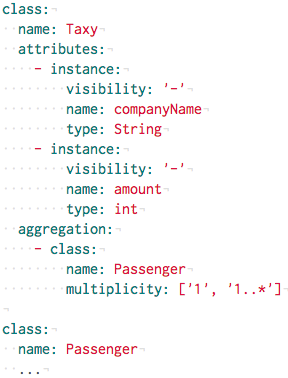 class:
  name: Taxy
  attributes:
    - instance:
        visibility: '-'
        name: companyName
        type: String
    - instance:
        visibility: '-'
        name: amount
        type: int
  aggregation:
    - class:
        name: Passenger
        multiplicity: ['1', '1..*']

class:
  name: Passenger
  ...